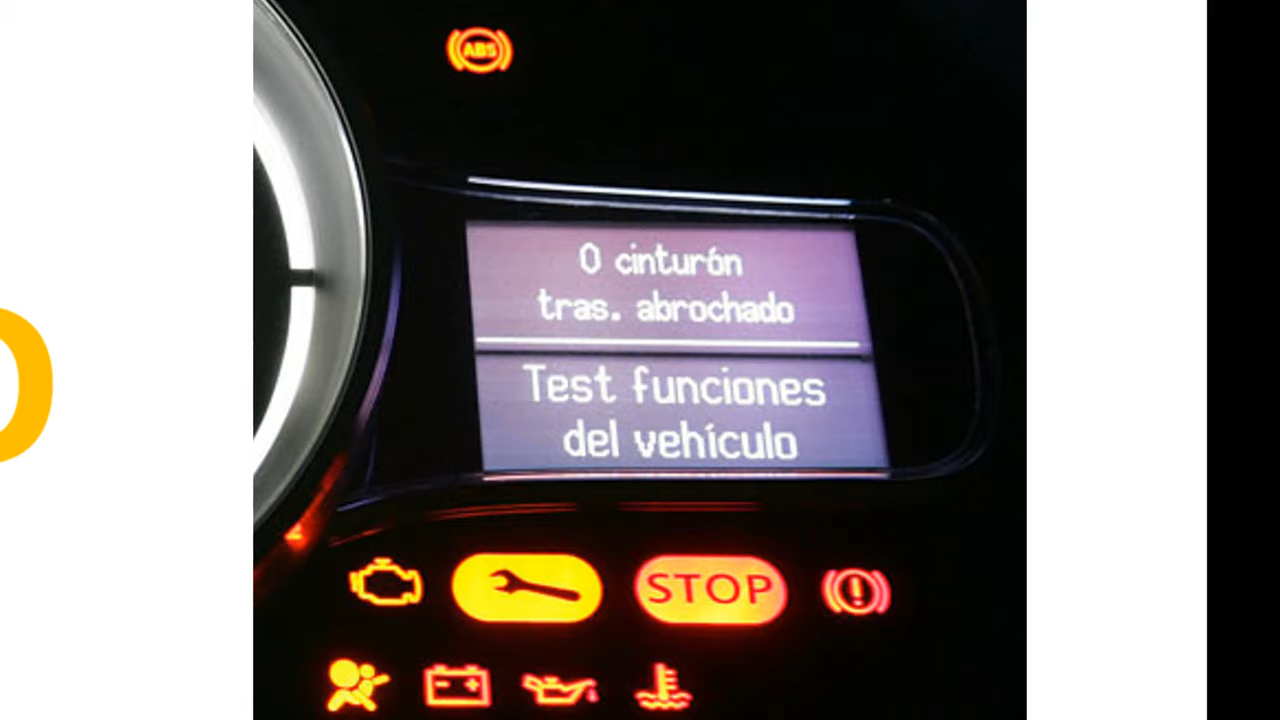 ABS
0 cinturón
tras. abrochado
Test funciones
del vehículo
STOP